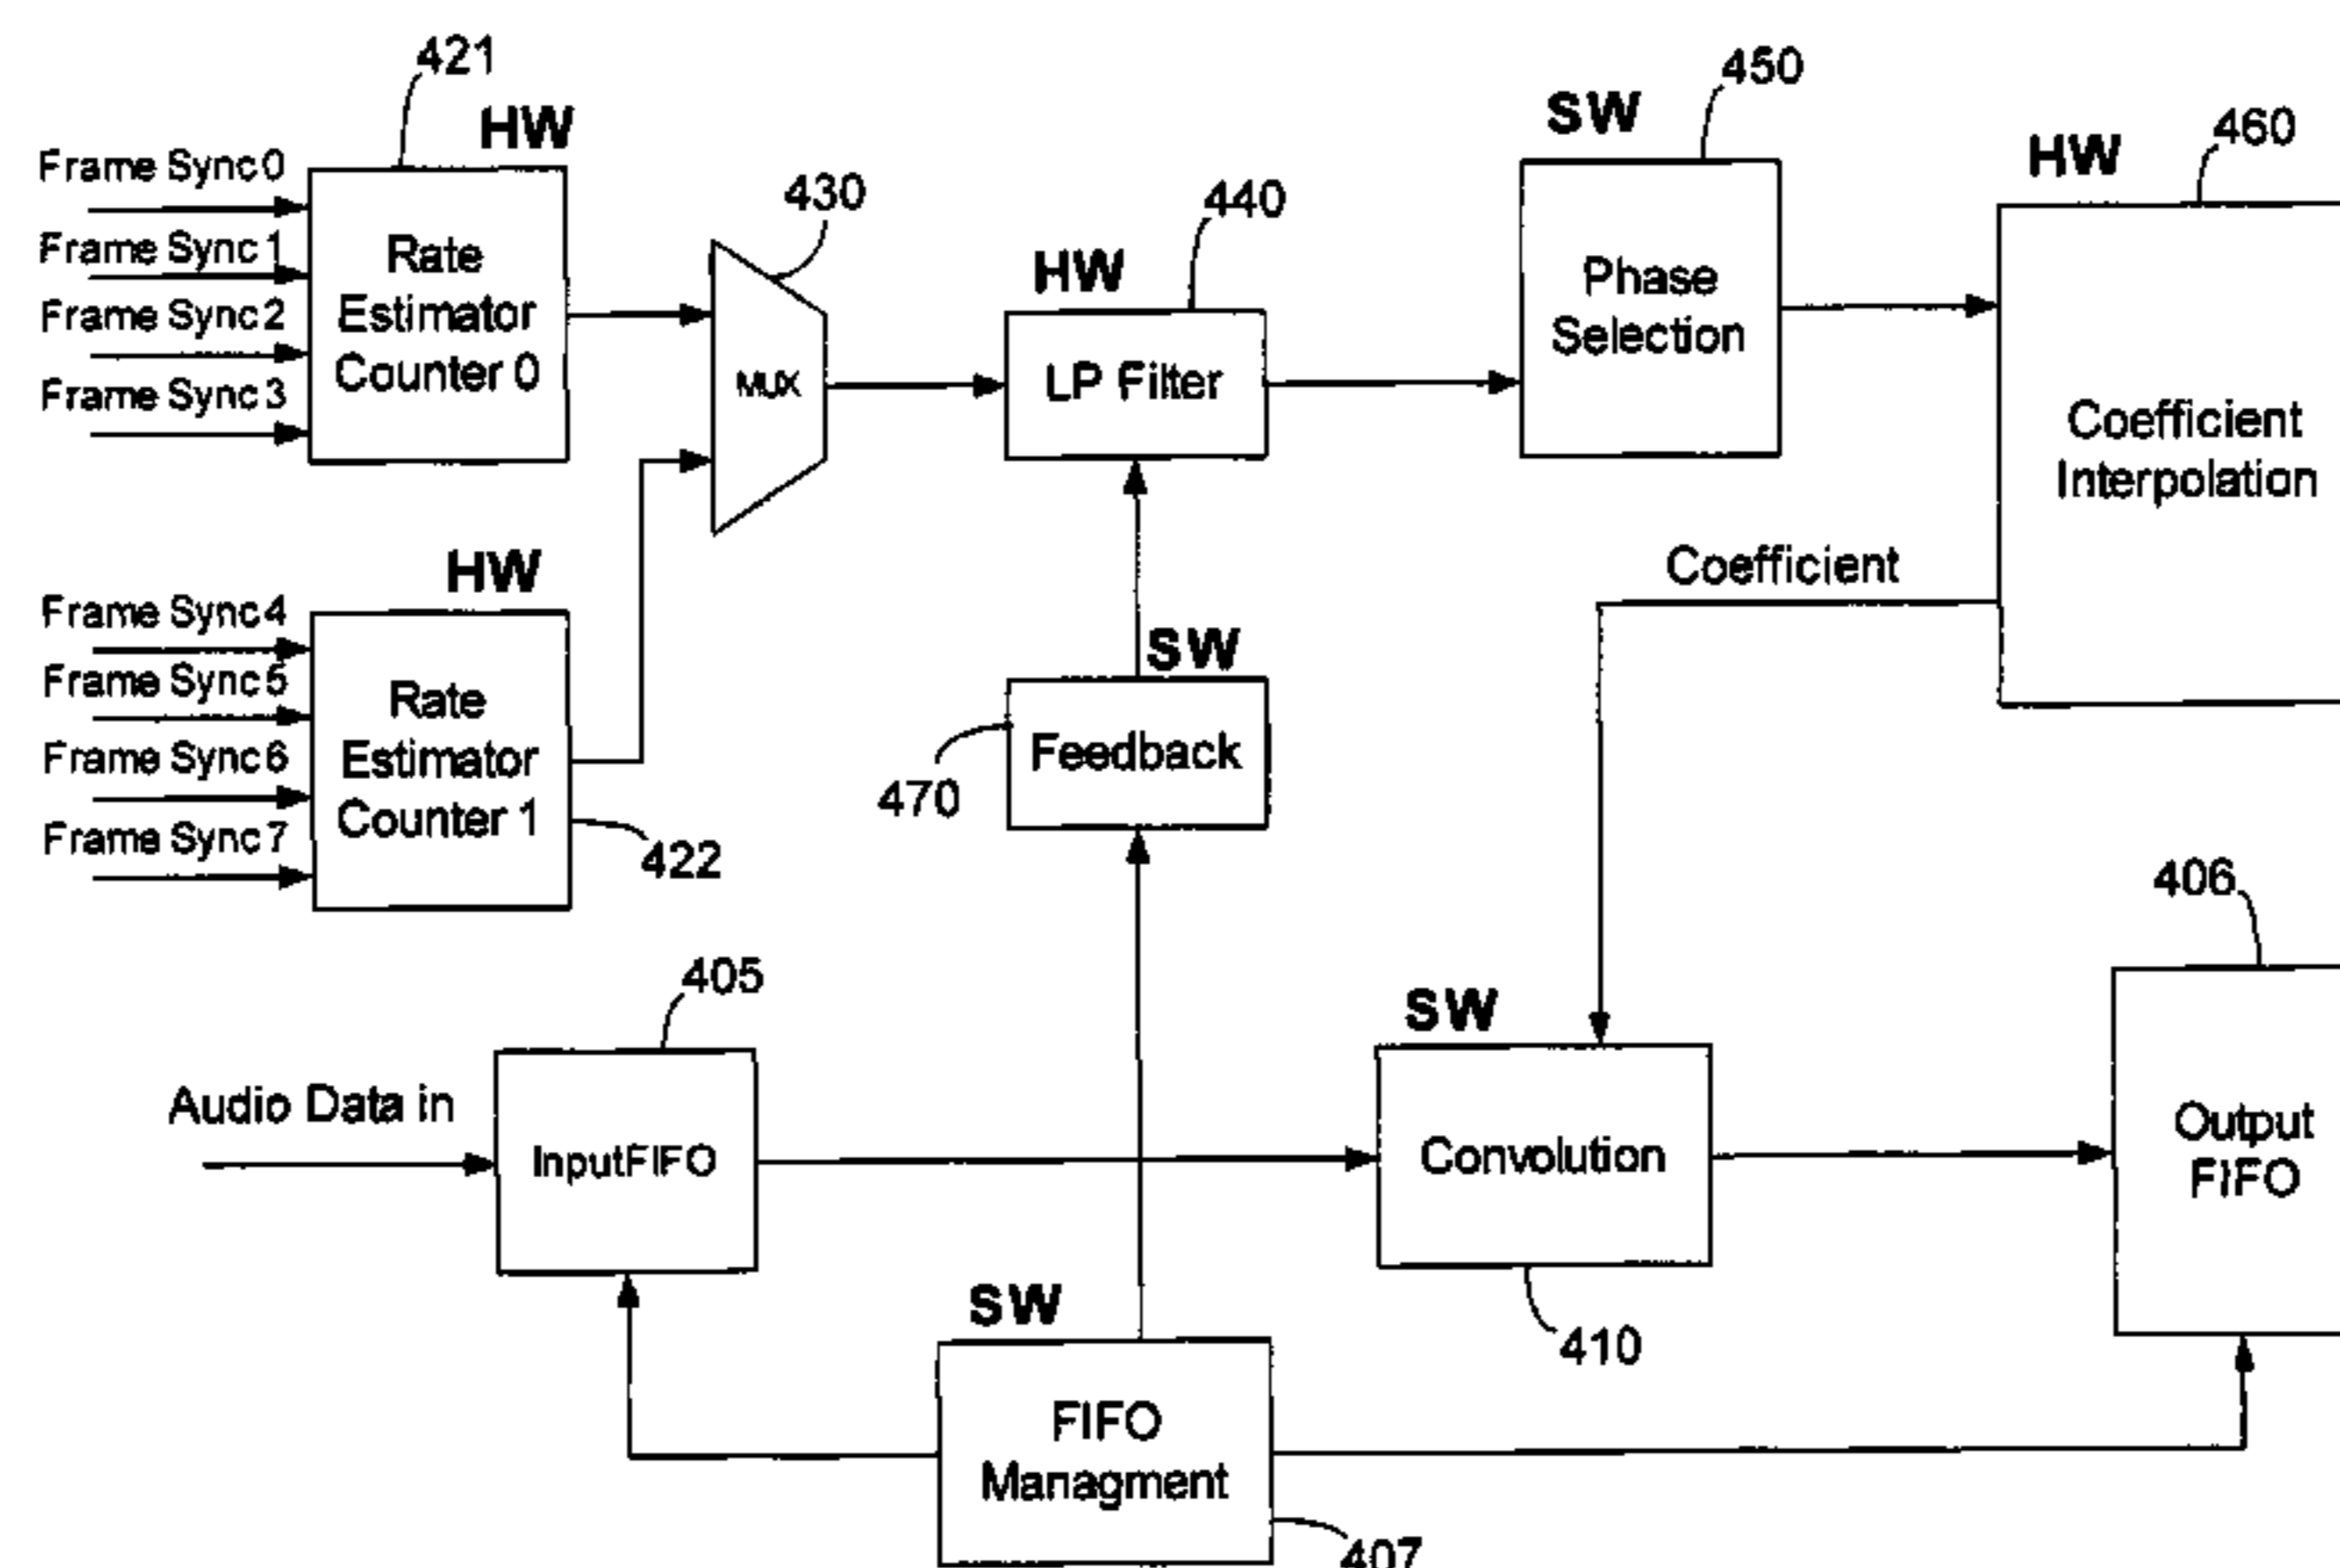 421
HW
Frame Sync 0
Frame Sync 1
Frame Sync 2
Frame Sync 3
Rate
Estimator
Counter 0
430
MUX
440
HW
LP Filter
450
SW
Phase
Selection
460
HW
Coefficient
Interpolation
Coefficient
HW
Frame Sync 4
Frame Sync 5
Frame Sync 6
Frame Sync 7
Rate
Estimator
Counter 1
422
SW
Feedback
470
405
Audio Data in
InputFIFO
SW
Convolution
410
406
Output
FIFO
SW
FIFO
Managment
407